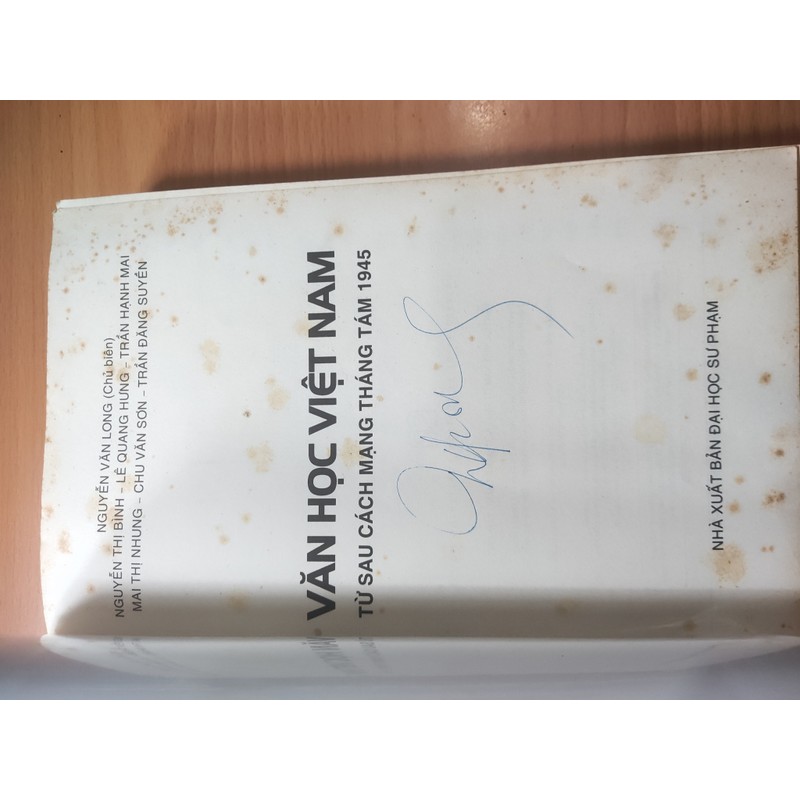 NGUYỄN VĂN LONG (Chủ biên)
NGUYỄN THỊ BÌNH – LÊ QUANG HƯNG – TRẦN HẠNH MAI
MAI THỊ NHUNG – CHU VĂN SƠN – TRẦN ĐĂNG SUYỀN
VĂN HỌC VIỆT NAM
TỪ SAU CÁCH MẠNG THÁNG TÁM 1945
NHÀ XUẤT BẢN ĐẠI HỌC SƯ PHẠM